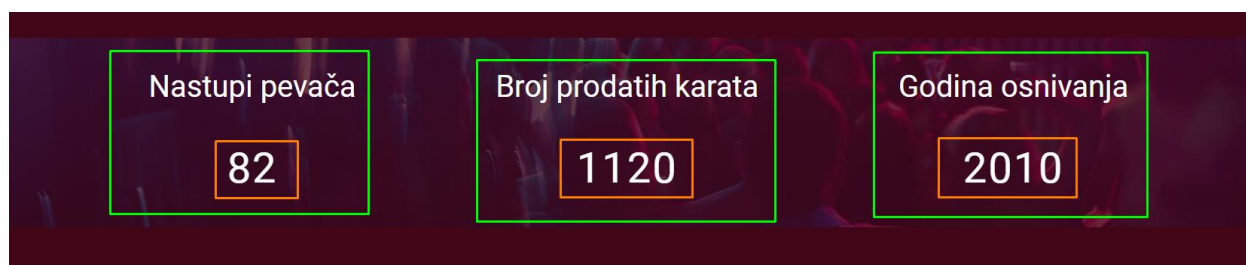 Nastupi pevača
82
Broj prodatih karata
1120
Godina osnivanja
2010